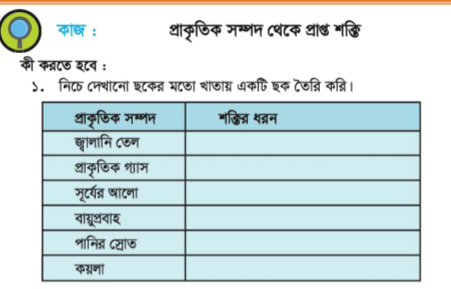 কাজ : প্রাকৃতিক সম্পদ থেকে প্রাপ্ত শক্তি
কী করতে হবে :
১. নিচে দেখানো ছকের মতো খাতায় একটি ছক তৈরি করি।
প্রাকৃতিক সম্পদ শক্তির ধরন
জ্বালানি তেল
প্রাকৃতিক গ্যাস
সূর্যের আলো
বায়ুপ্রবাহ
পানির স্রোত
কয়লা